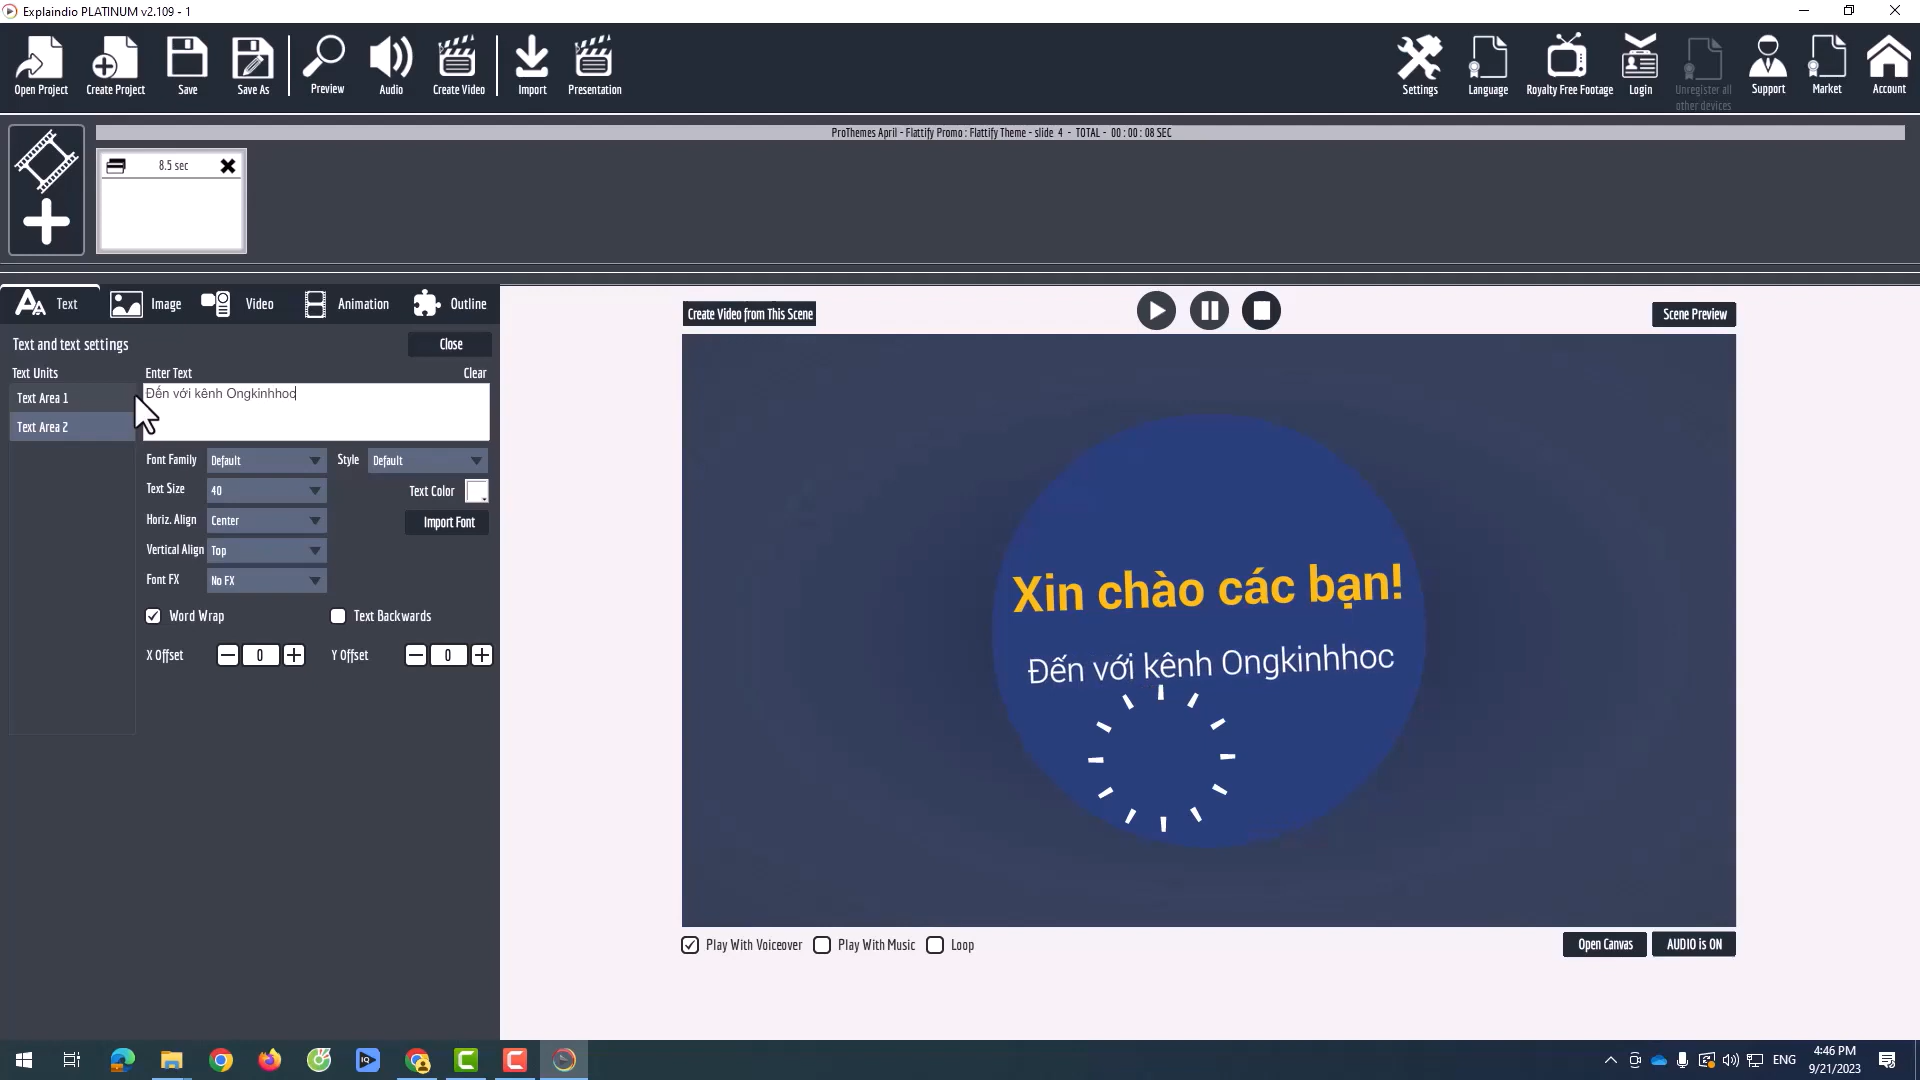 Explaindio PLATINUM v2.109 - 1
Open Project
Create Project
Save
Save As
Preview
Audio
Create Video
Import
Presentation
Settings
Language
Royalty Free Footage
Login
Unregister all
other devices
Support
Market
Account
ProThemes April - Flattify Promo : Flattify Theme - slide 4 - TOTAL - 00 : 00 : 08 SEC
8.5 sec
Text
Image
Video
Animation
Outline
Text and text settings
Close
Text Units
Enter Text
Clear
Text Area 1
Text Area 2
Đến với kênh Ongkinhhoc
Font Family
Default
Style
Default
Text Size
40
Text Color
Horiz. Align
Center
Import Font
Vertical Align
Top
Font FX
No FX
Word Wrap
Text Backwards
X Offset
0
Y Offset
0
Create Video from This Scene
Scene Preview
Xin chào các bạn!
Đến với kênh Ongkinhhoc
Play With Voiceover
Play With Music
Loop
Open Canvas
AUDIO is ON
IQ
ENG
4:46 PM
9/21/2023